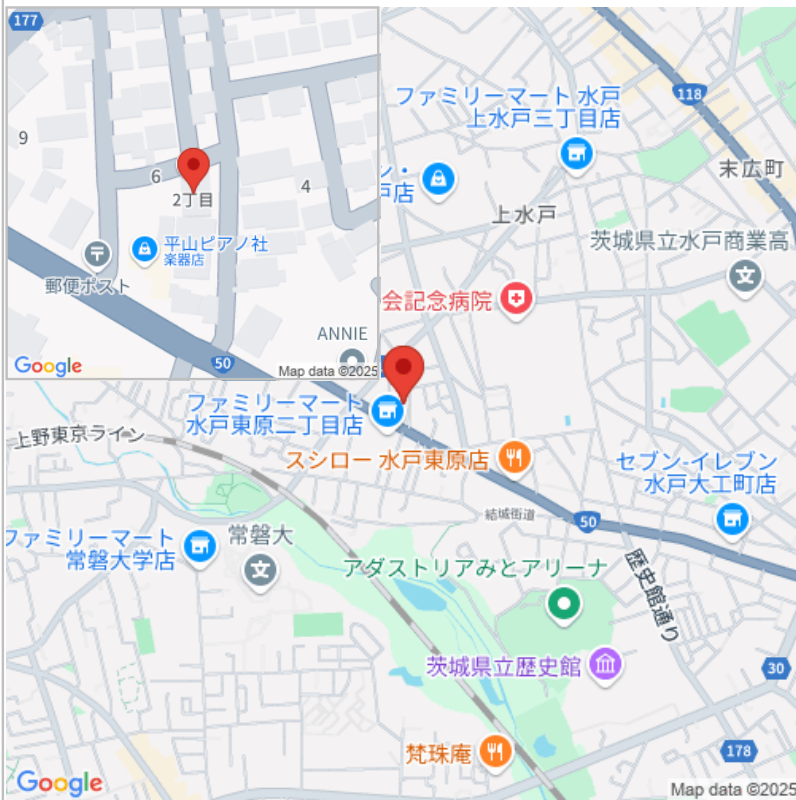 177
9
6
2丁目
4
平山ピアノ社
楽器店
郵便ポスト
50
ANNIE
Google
Map data ©2025
118
ファミリーマート 水戸
上水戸三丁目店
末広町
ン・
戸店
上水戸
茨城県立水戸商業高
会記念病院
ファミリーマート
水戸東原二丁目店
上野東京ライン
スシロー 水戸東原店
セブン-イレブン
水戸大工町店
結城街道
50
ファミリーマート
常磐大学店
常磐大
アダストリアみとアリーナ
歴史館通り
茨城県立歴史館
30
178
梵珠庵
Google
Map data ©2025